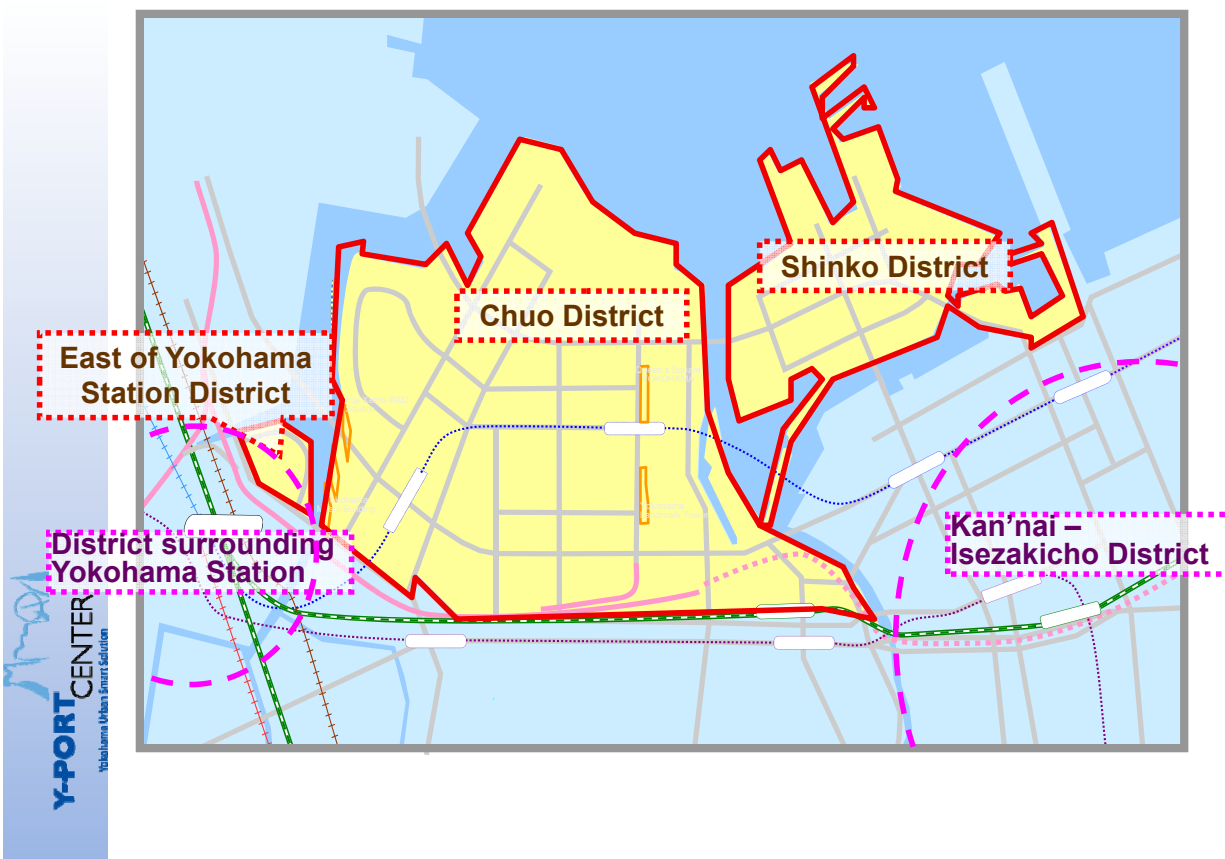 Shinko District
Chuo District
East of Yokohama
Station District
Kan’nai –
Isezakicho District
District surrounding
Yokohama Station
Y-PORT
CENTER
Yokohama Urban Smart Solution